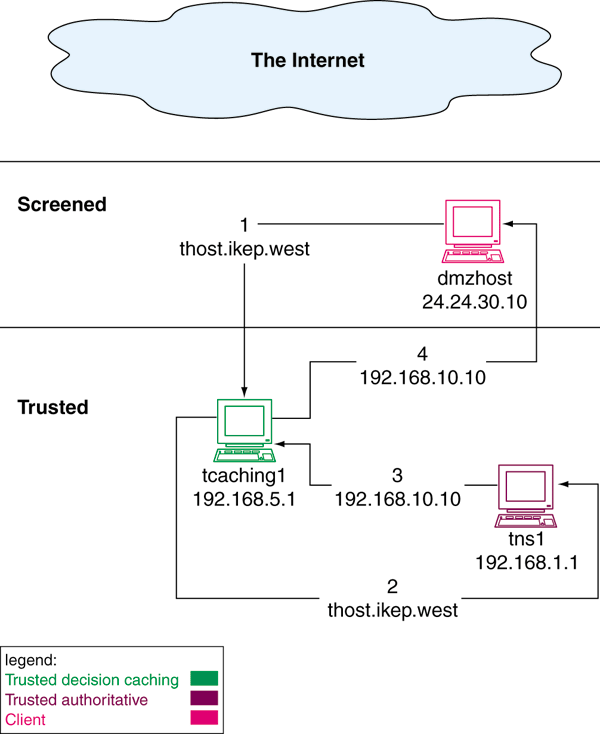 The Internet
Screened
1
thost.ikep.west
dmzhost
24.24.30.10
4
192.168.10.10
Trusted
tcaching1
192.168.5.1
3
192.168.10.10
tns1
192.168.1.1
2
thost.ikep.west
legend:
Trusted decision caching
Trusted authoritative
Client